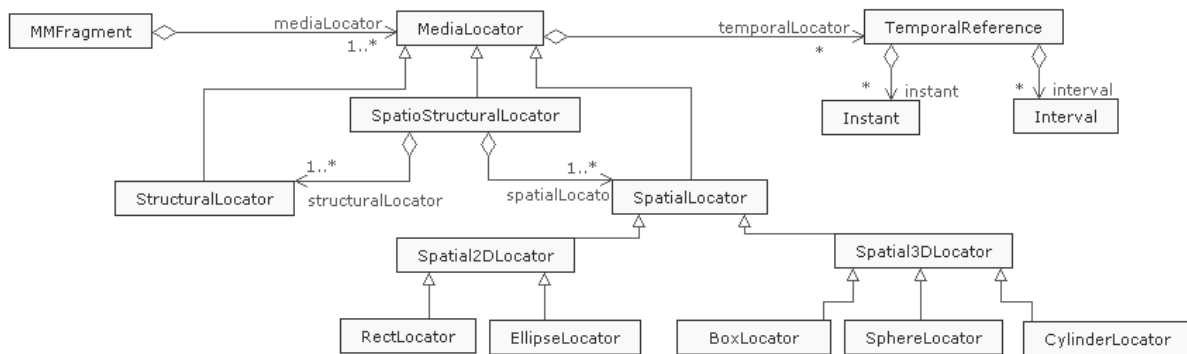 MMFragment
mediaLocator
1..*
MediaLocator
temporalLocator
*
TemporalReference
*
instant
*
interval
Instant
Interval
SpatioStructuralLocator
1..*
structuralLocator
1..*
spatialLocato
StructuralLocator
SpatialLocator
Spatial2DLocator
Spatial3DLocator
RectLocator
EllipseLocator
BoxLocator
SphereLocator
CylinderLocator